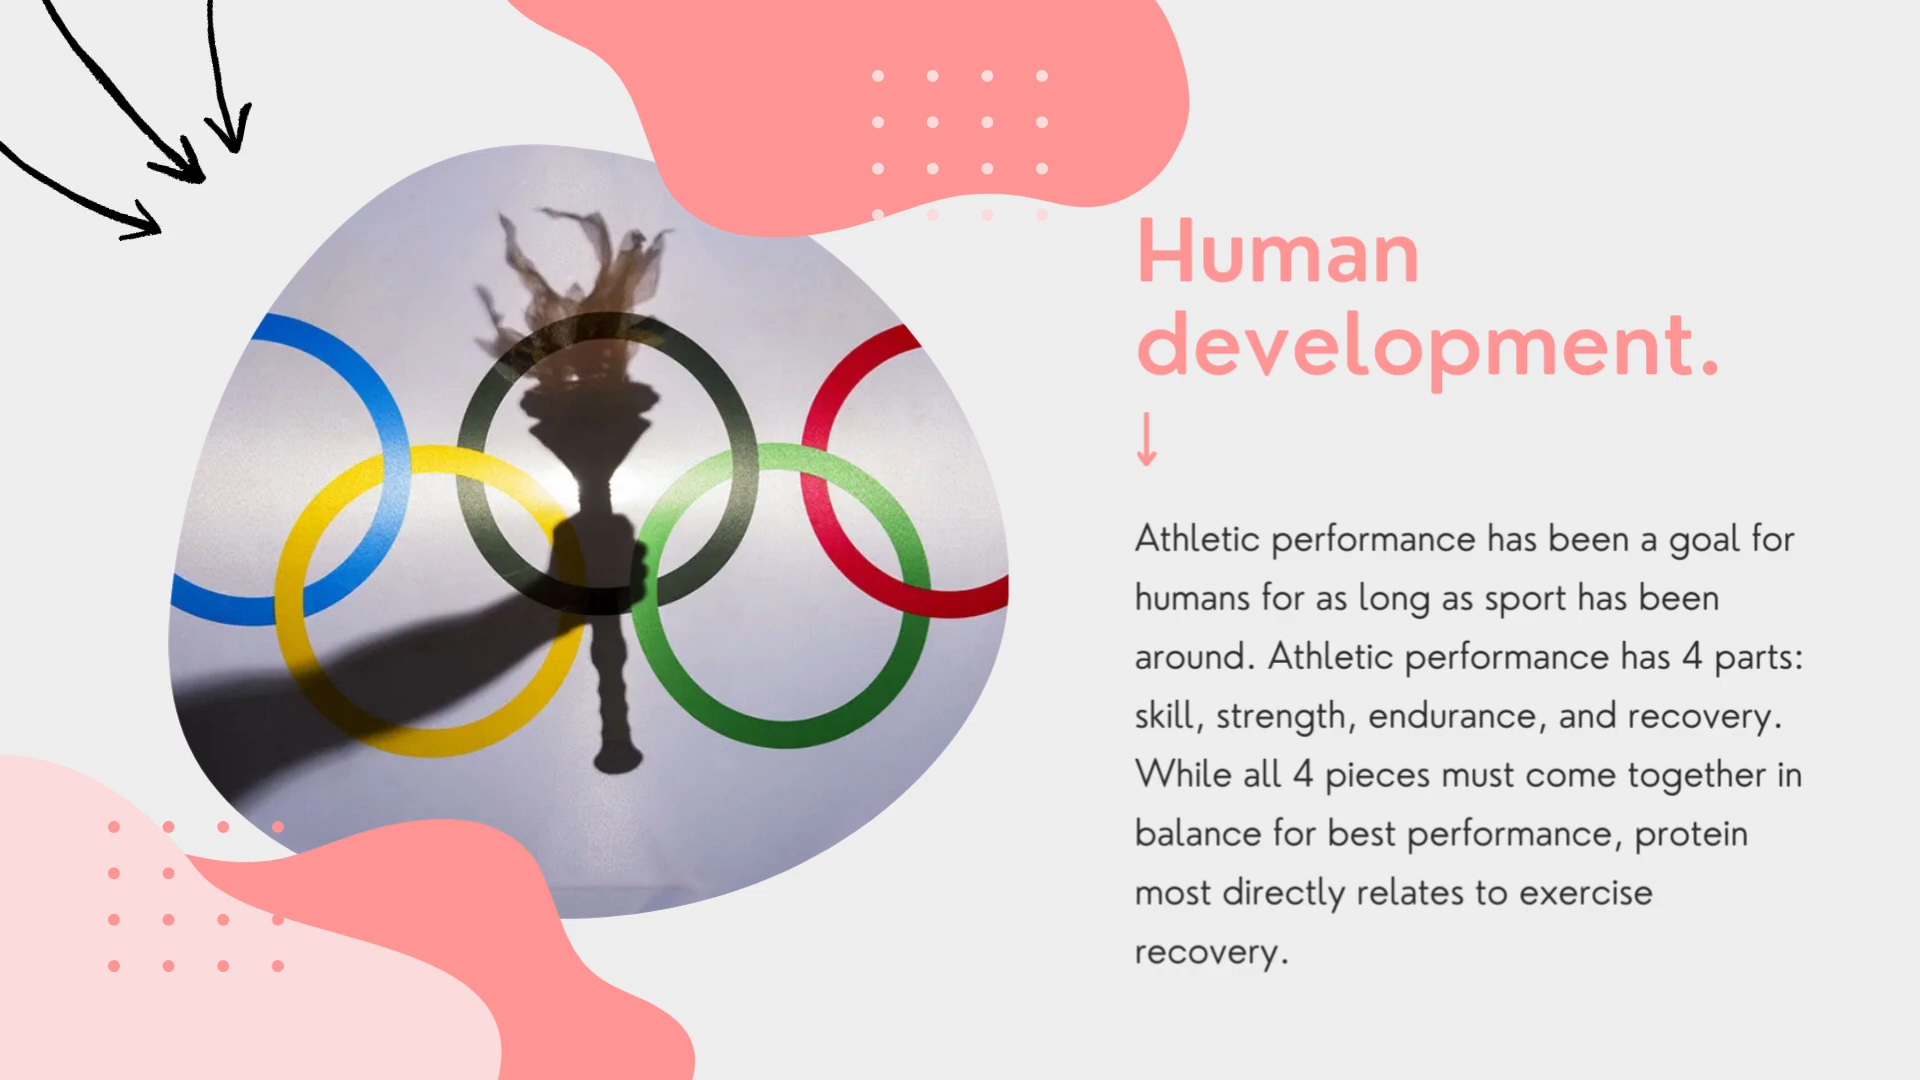 Human
development.
Athletic performance has been a goal for
humans for as long as sport has been
around. Athletic performance has 4 parts:
skill, strength, endurance, and recovery.
While all 4 pieces must come together in
balance for best performance, protein
most directly relates to exercise
recovery.